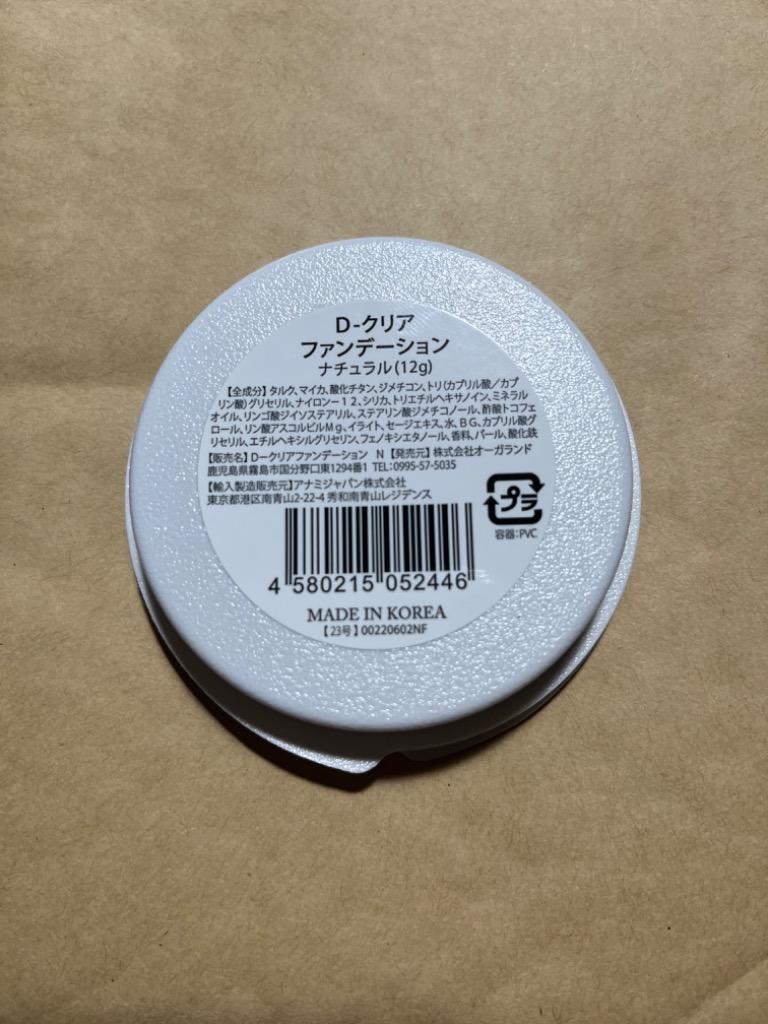 D-クリア
ファンデーション
ナチュラル(12g)
【全成分】タルク、マイカ、酸化チタン、ジメチコン、トリ(カプリル酸/カプ
リン酸)グリセリル、ナイロンー12、シリカ、トリエチルヘキサノイン、ミネラル
オイル、リンゴ酸ジイソステアリル、ステアリン酸ジメチコノール、酢酸トコフェ
ロール、リン酸アスコルビルMg、イライト、セージエキス、水、BG、カプリル酸グ
リセリル、エチルヘキシルグリセリン、フェノキシエタノール、香料、パール、酸化鉄
【販売名】D-クリアファンデーション N 【発売元】株式会社オーガランド
鹿児島県霧島市国分野口東1294番1 TEL:0995-57-5035
【輸入製造販売元】アナミジャパン株式会社
東京都港区南青山2-22-4 秀和南青山レジデンス
プラ
容器:PVC
4 580215 052446
MADE IN KOREA
【23号】00220602NF